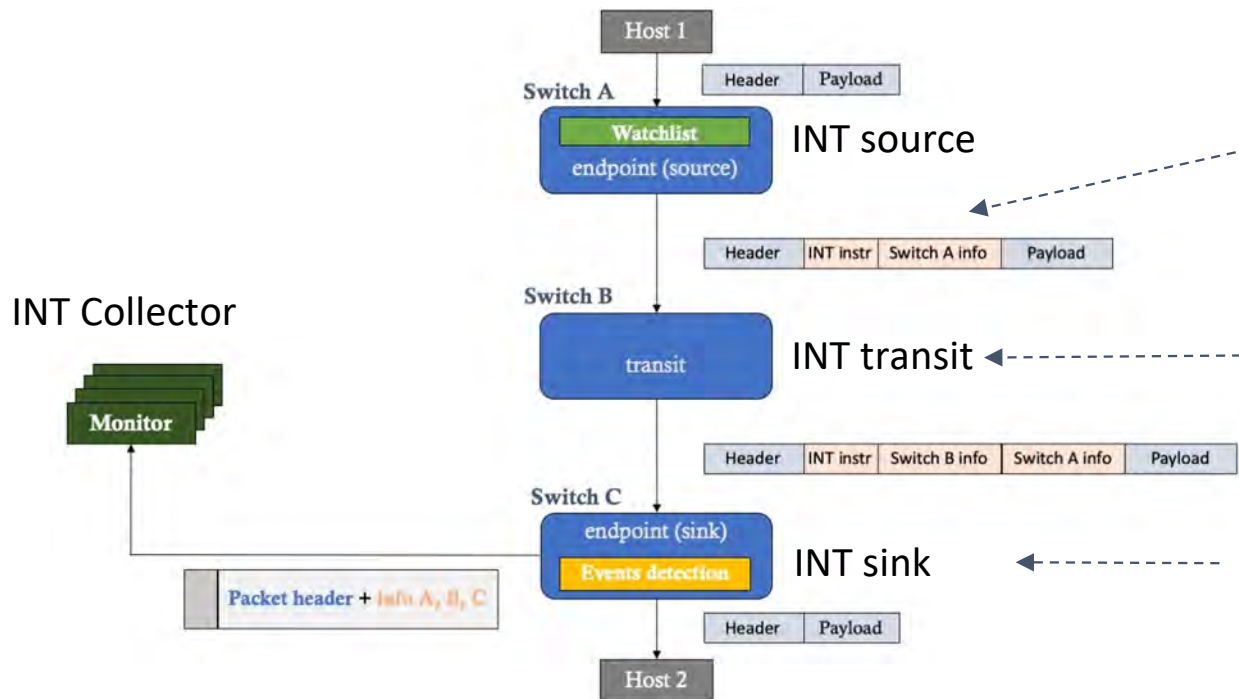 Host 1
Header Payload
Switch A
Watchlist
endpoint (source)
INT source
Header INT instr Switch A info Payload
Switch B
transit
INT transit
INT Collector
Monitor
Header INT instr Switch B info Switch A info Payload
Switch C
endpoint (sink)
Events detection
INT sink
Packet header + info A, B, C
Header Payload
Host 2